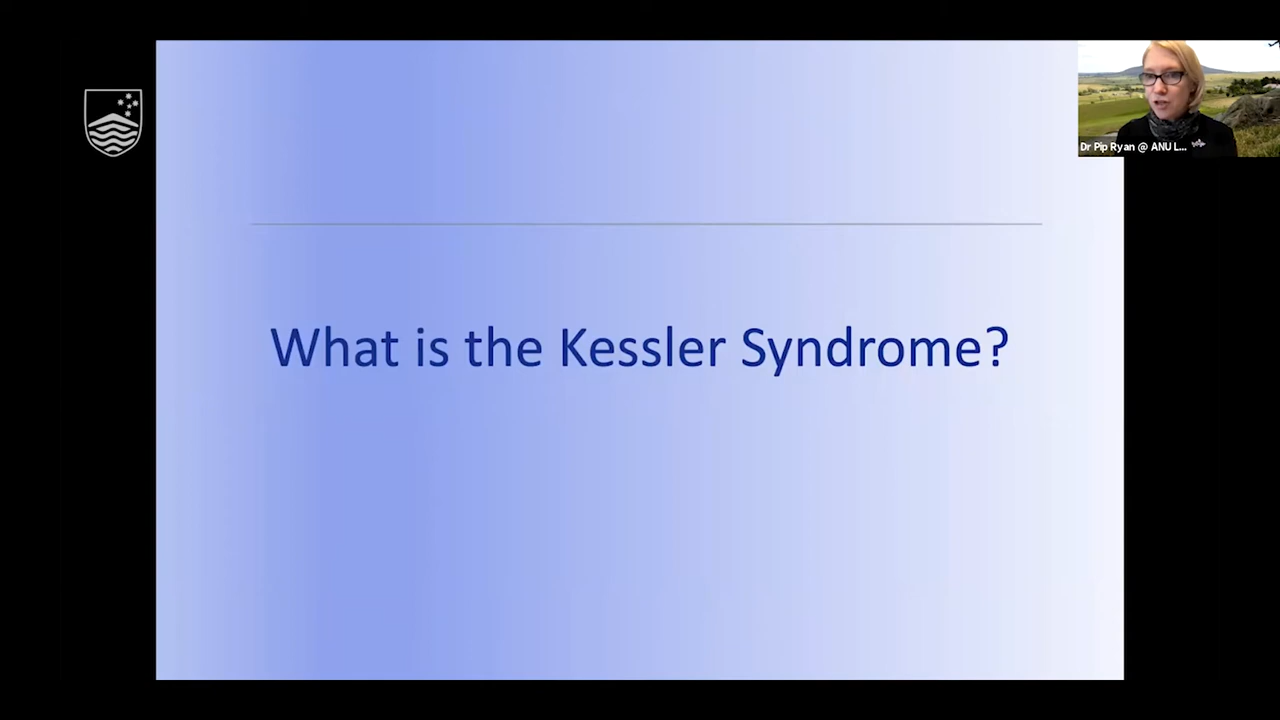 What is the Kessler Syndrome?
Dr Pip Ryan @ ANU L...